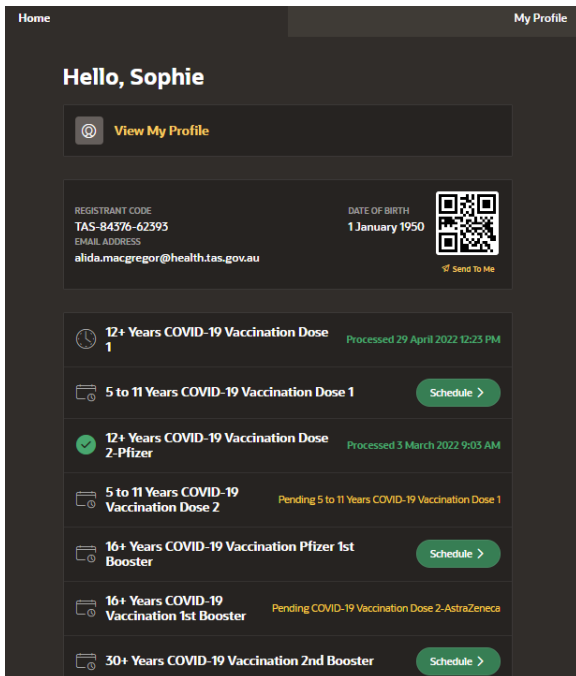 Home
My Profile
Hello, Sophie
View My Profile
REGISTRANT CODE
TAS-84376-62393
EMAIL ADDRESS
alida.macgregor@health.tas.gov.au
DATE OF BIRTH
1 January 1950
Send To Me
12+ Years COVID-19 Vaccination Dose
1
Processed 29 April 2022 12:23 PM
5 to 11 Years COVID-19 Vaccination Dose 1
Schedule
12+ Years COVID-19 Vaccination Dose
2-Pfizer
Processed 3 March 2022 9:03 AM
5 to 11 Years COVID-19
Vaccination Dose 2
Pending 5 to 11 Years COVID-19 Vaccination Dose 1
16+ Years COVID-19 Vaccination Pfizer 1st
Booster
Schedule
16+ Years COVID-19
Vaccination 1st Booster
Pending COVID-19 Vaccination Dose 2-AstraZeneca
30+ Years COVID-19 Vaccination 2nd Booster
Schedule